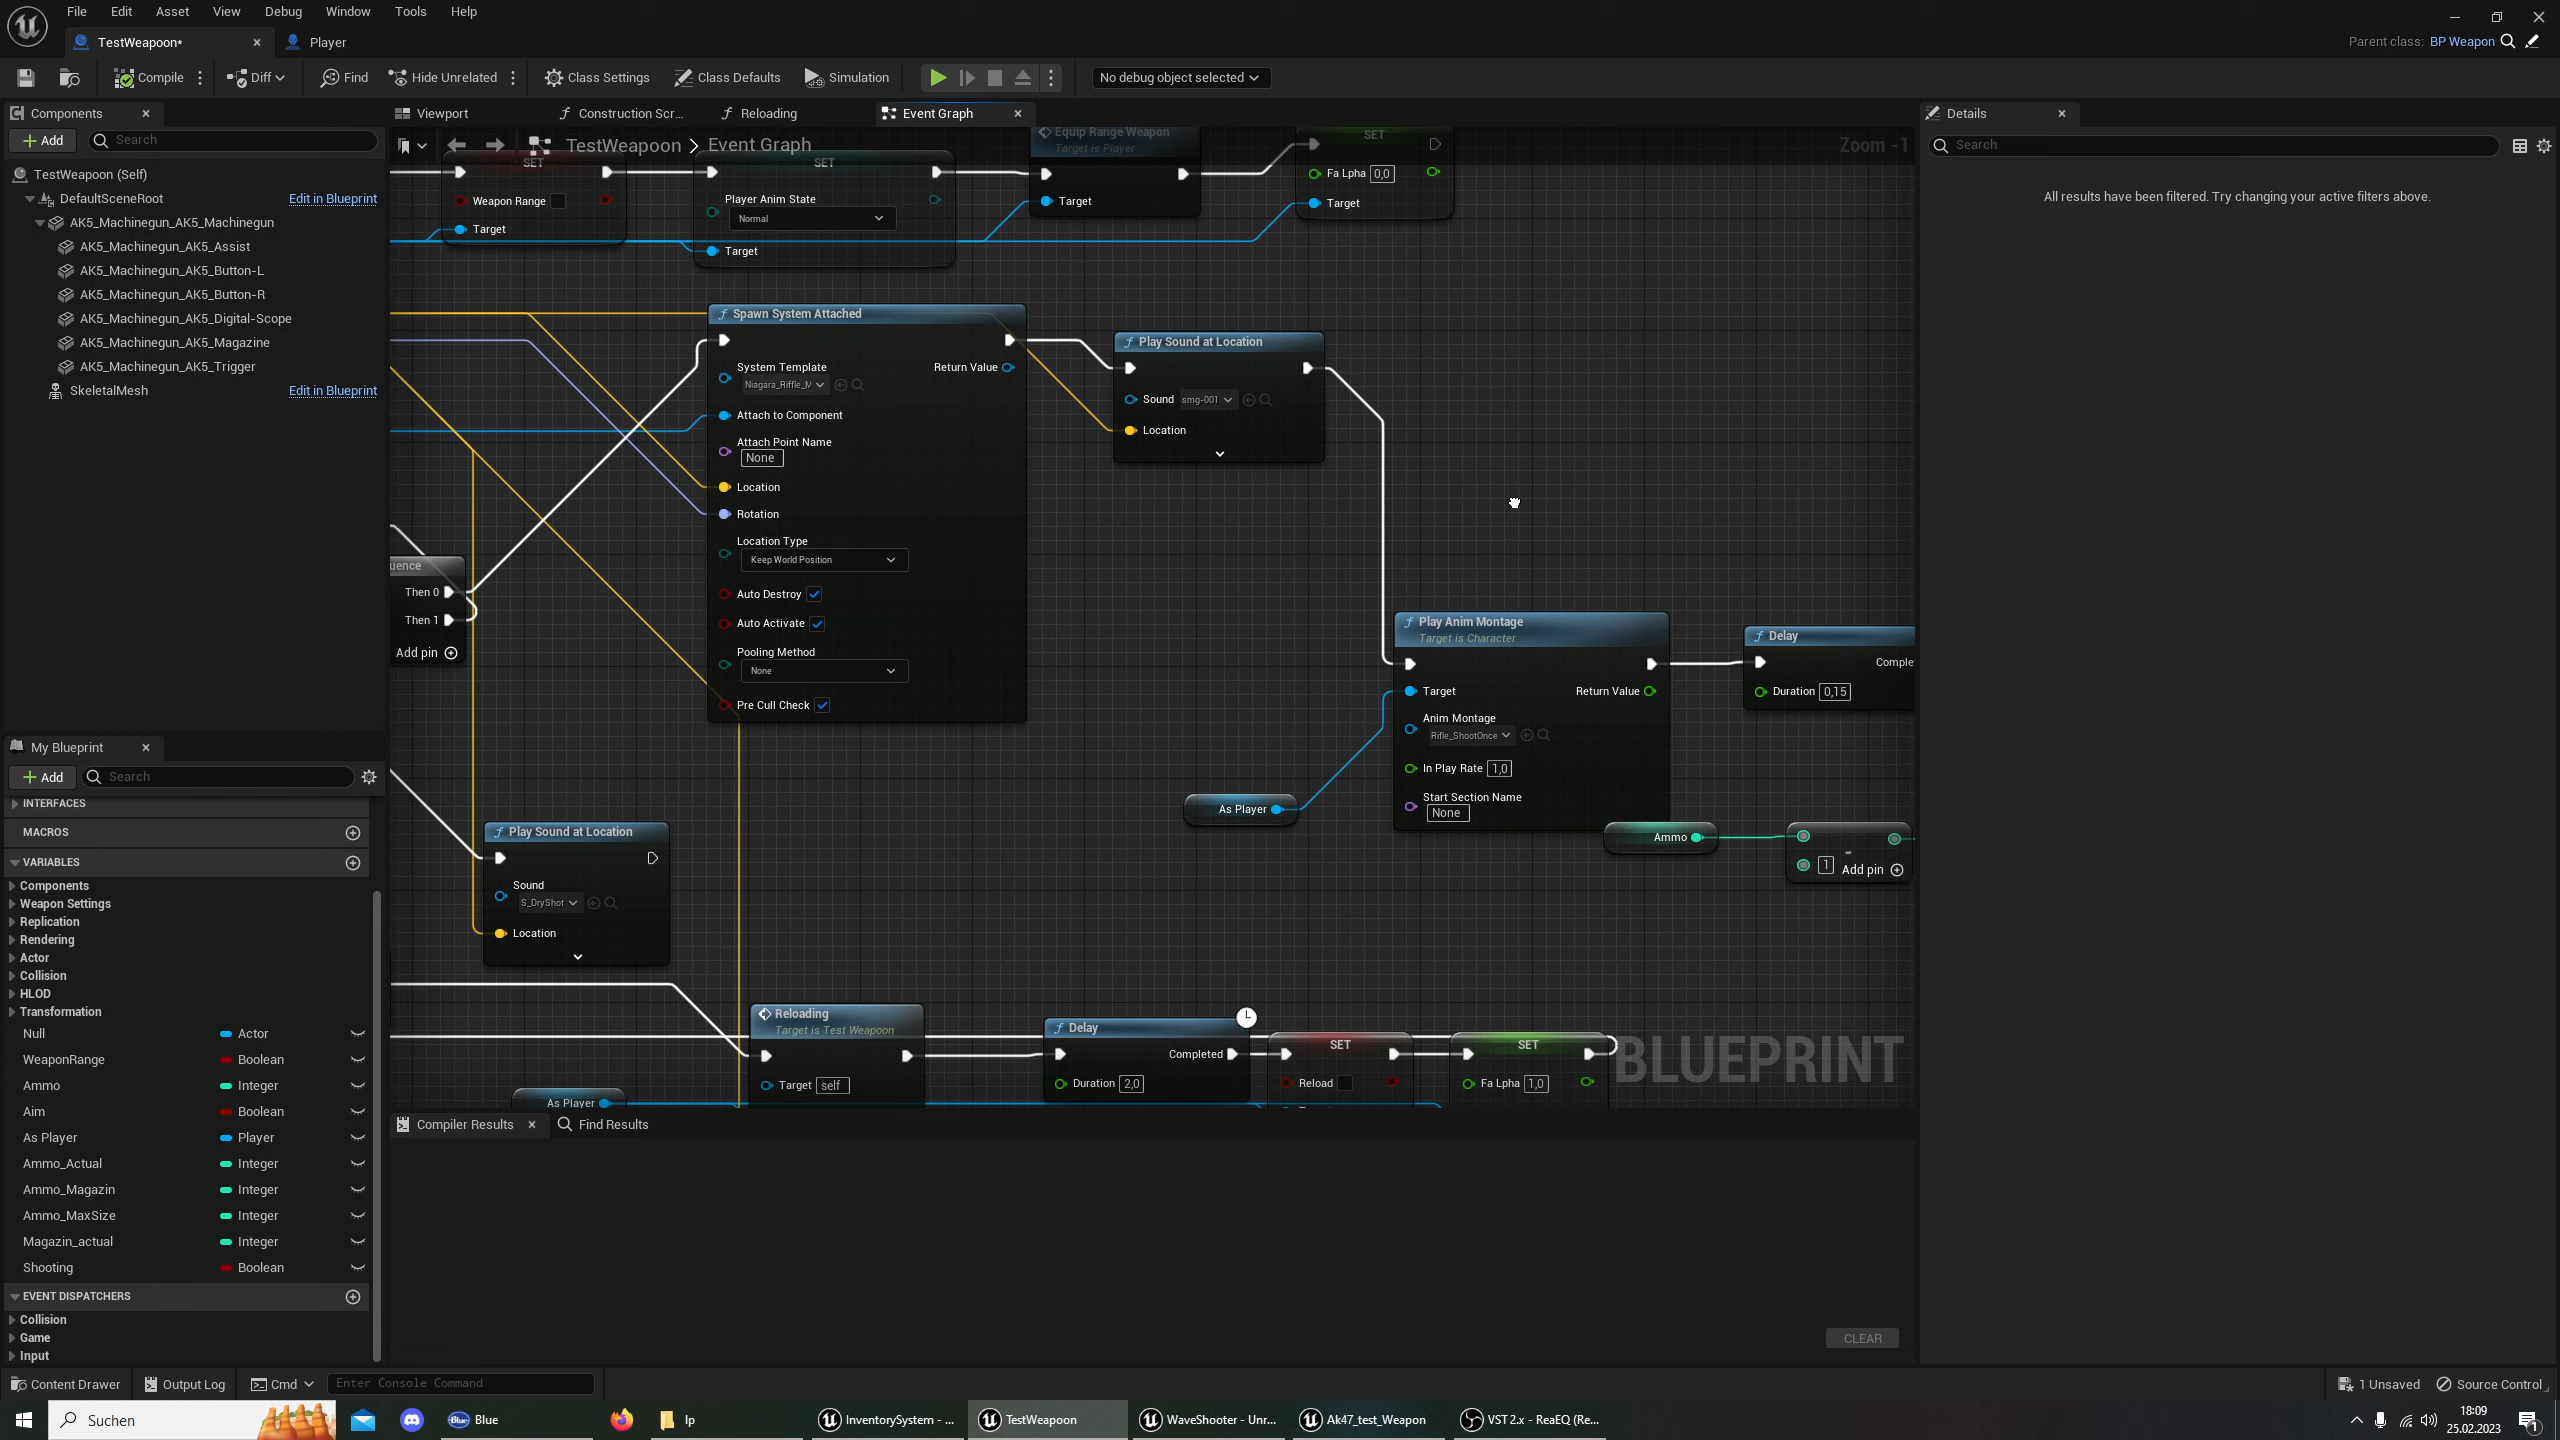 File Edit Asset View Debug Window Tools Help
TestWeapoon*
Player
Parent class: BP Weapon
Compile
Diff
Find
Hide Unrelated
Class Settings
Class Defaults
Simulation
No debug object selected
Components
Add
Search
TestWeapoon (Self)
DefaultSceneRoot Edit in Blueprint
AK5_Machinegun_AK5_Machinegun
AK5_Machinegun_AK5_Assist
AK5_Machinegun_AK5_Button-L
AK5_Machinegun_AK5_Button-R
AK5_Machinegun_AK5_Digital-Scope
AK5_Machinegun_AK5_Magazine
AK5_Machinegun_AK5_Trigger
SkeletalMesh Edit in Blueprint
My Blueprint
Add
Search
INTERFACES
MACROS
VARIABLES
Components
Weapon Settings
Replication
Rendering
Actor
Collision
HLOD
Transformation
Null Actor
WeaponRange Boolean
Ammo Integer
Aim Boolean
As Player Player
Ammo_Actual Integer
Ammo_Magazin Integer
Ammo_MaxSize Integer
Magazin_actual Integer
Shooting Boolean
EVENT DISPATCHERS
Collision
Game
Input
Viewport
Construction Scr...
Reloading
Event Graph
TestWeapoon > Event Graph
Zoom -1
SET
Weapon Range
Target
SET
Player Anim State
Normal
Target
Equip Range Weapon
Target is Player
Target
SET
Fa Lpha 0,0
Target
Spawn System Attached
System Template
Niagara_Riffle_M
Return Value
Attach to Component
Attach Point Name
None
Location
Rotation
Location Type
Keep World Position
Auto Destroy
Auto Activate
Pooling Method
None
Pre Cull Check
Play Sound at Location
Sound smg-001
Location
uence
Then 0
Then 1
Add pin
Play Anim Montage
Target is Character
Target
Return Value
Anim Montage
Rifle_ShootOnce
In Play Rate 1,0
Start Section Name
None
Delay
Comple
Duration 0,15
As Player
Ammo
-
1 Add pin
Play Sound at Location
Sound
S_DryShot
Location
Reloading
Target is Test Weapoon
Target self
Delay
Completed
Duration 2,0
SET
Reload
SET
Fa Lpha 1,0
As Player
BLUEPRINT
Compiler Results
Find Results
CLEAR
Details
Search
All results have been filtered. Try changing your active filters above.
Content Drawer
Output Log
Cmd
Enter Console Command
1 Unsaved
Source Control
Suchen
Blue
Blue
lp
InventorySystem - ...
TestWeapoon
WaveShooter - Unr...
Ak47_test_Weapon
VST 2.x - ReaEQ (Re...
18:09
25.02.2023
1